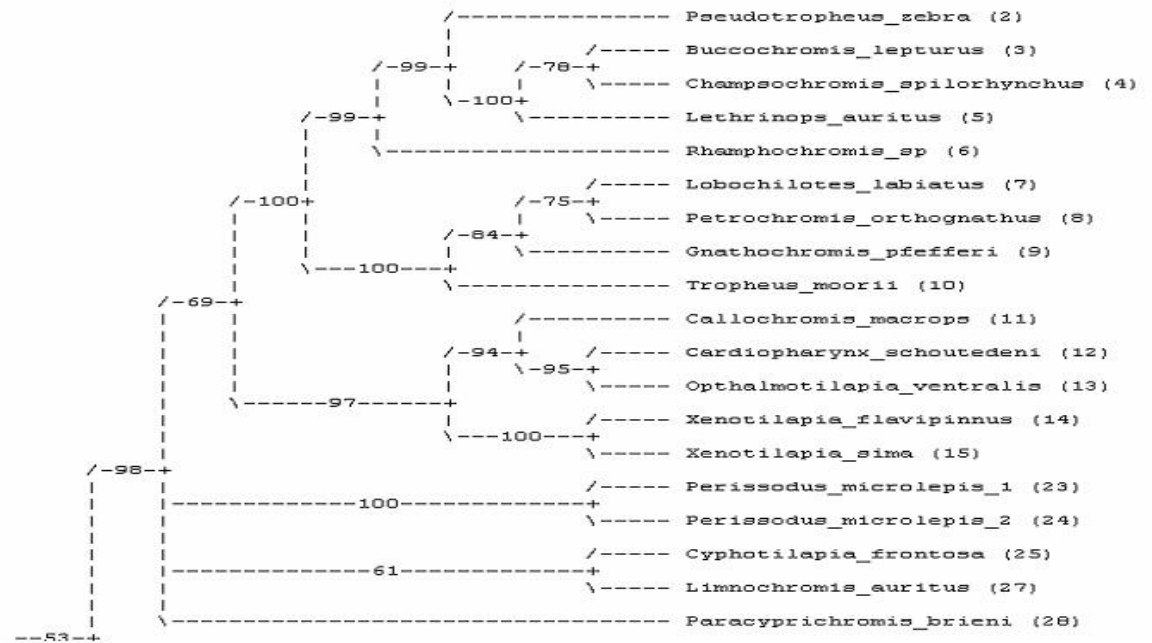 Pseudotropheus_zebra (2)
Buccochromis_lepturus (3)
99 78
Champsochromis_spilorhynchus (4)
100
Lethrinops_auritus (5)
99
Rhamphochromis_sp (6)
Lobochilotes_labiatus (7)
100 75
Petrochromis_orthognathus (8)
84
Gnathochromis_pfefferi (9)
100
Tropheus_moorii (10)
69
Callochromis_macrops (11)
94 Cardiopharynx_schoutedeni (12)
95
Opthalmotilapia_ventralis (13)
97
Xenotilapia_flavipinnus (14)
100
Xenotilapia_sima (15)
98
Perissodus_microlepis_1 (23)
100
Perissodus_microlepis_2 (24)
Cyphotilapia_frontosa (25)
61
Limnochromis_auritus (27)
Paracyprichromis_brieni (28)
53